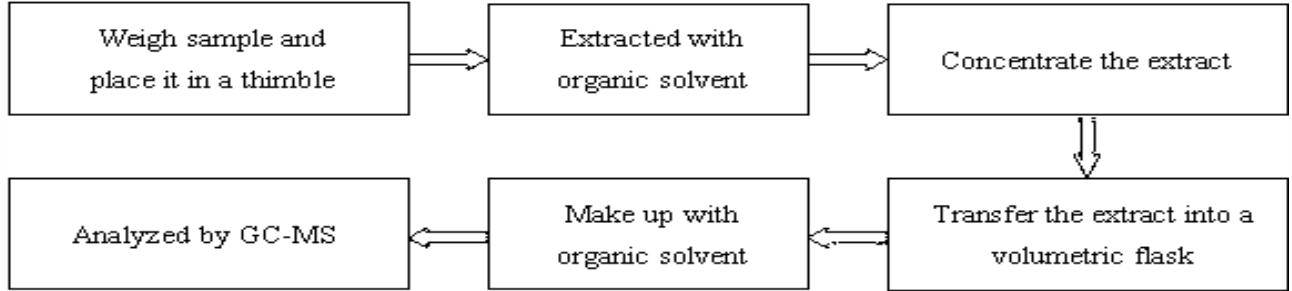 Weigh sample and
place it in a thimble
Extracted with
organic solvent
Concentrate the extract
Transfer the extract into a
volumetric flask
Make up with
organic solvent
Analyzed by GC-MS